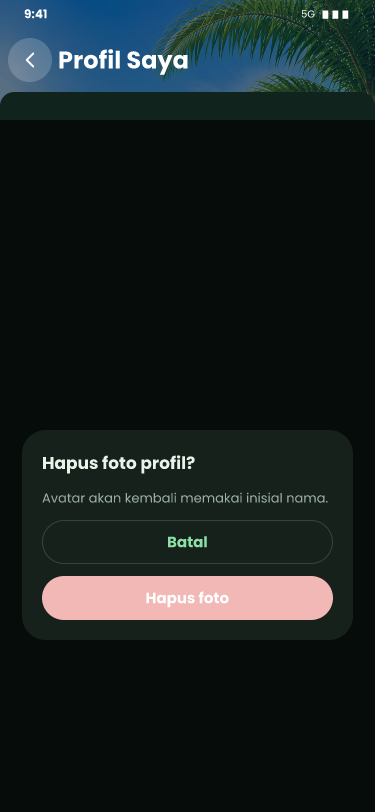 9:41
5G
Profil Saya
Hapus foto profil?
Avatar akan kembali memakai inisial nama.
Batal
Hapus foto